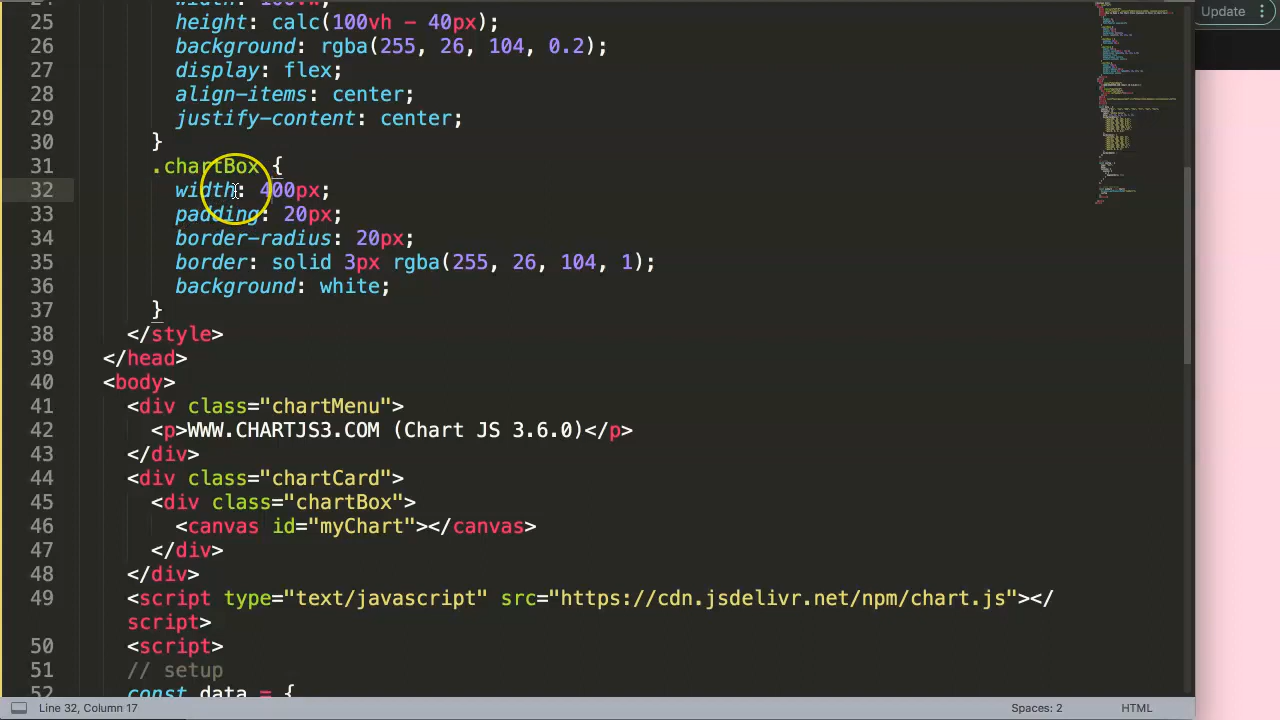 24 width: 100vw;
25 height: calc(100vh - 40px);
26 background: rgba(255, 26, 104, 0.2);
27 display: flex;
28 align-items: center;
29 justify-content: center;
30 }
31 .chartBox {
32 width: 400px;
33 padding: 20px;
34 border-radius: 20px;
35 border: solid 3px rgba(255, 26, 104, 1);
36 background: white;
37 }
38 </style>
39 </head>
40 <body>
41 <div class="chartMenu">
42 <p>WWW.CHARTJS3.COM (Chart JS 3.6.0)</p>
43 </div>
44 <div class="chartCard">
45 <div class="chartBox">
46 <canvas id="myChart"></canvas>
47 </div>
48 </div>
49 <script type="text/javascript" src="https://cdn.jsdelivr.net/npm/chart.js"></
script>
50 <script>
51 // setup
52 const data = {
Line 32, Column 17
Spaces: 2
HTML
Update